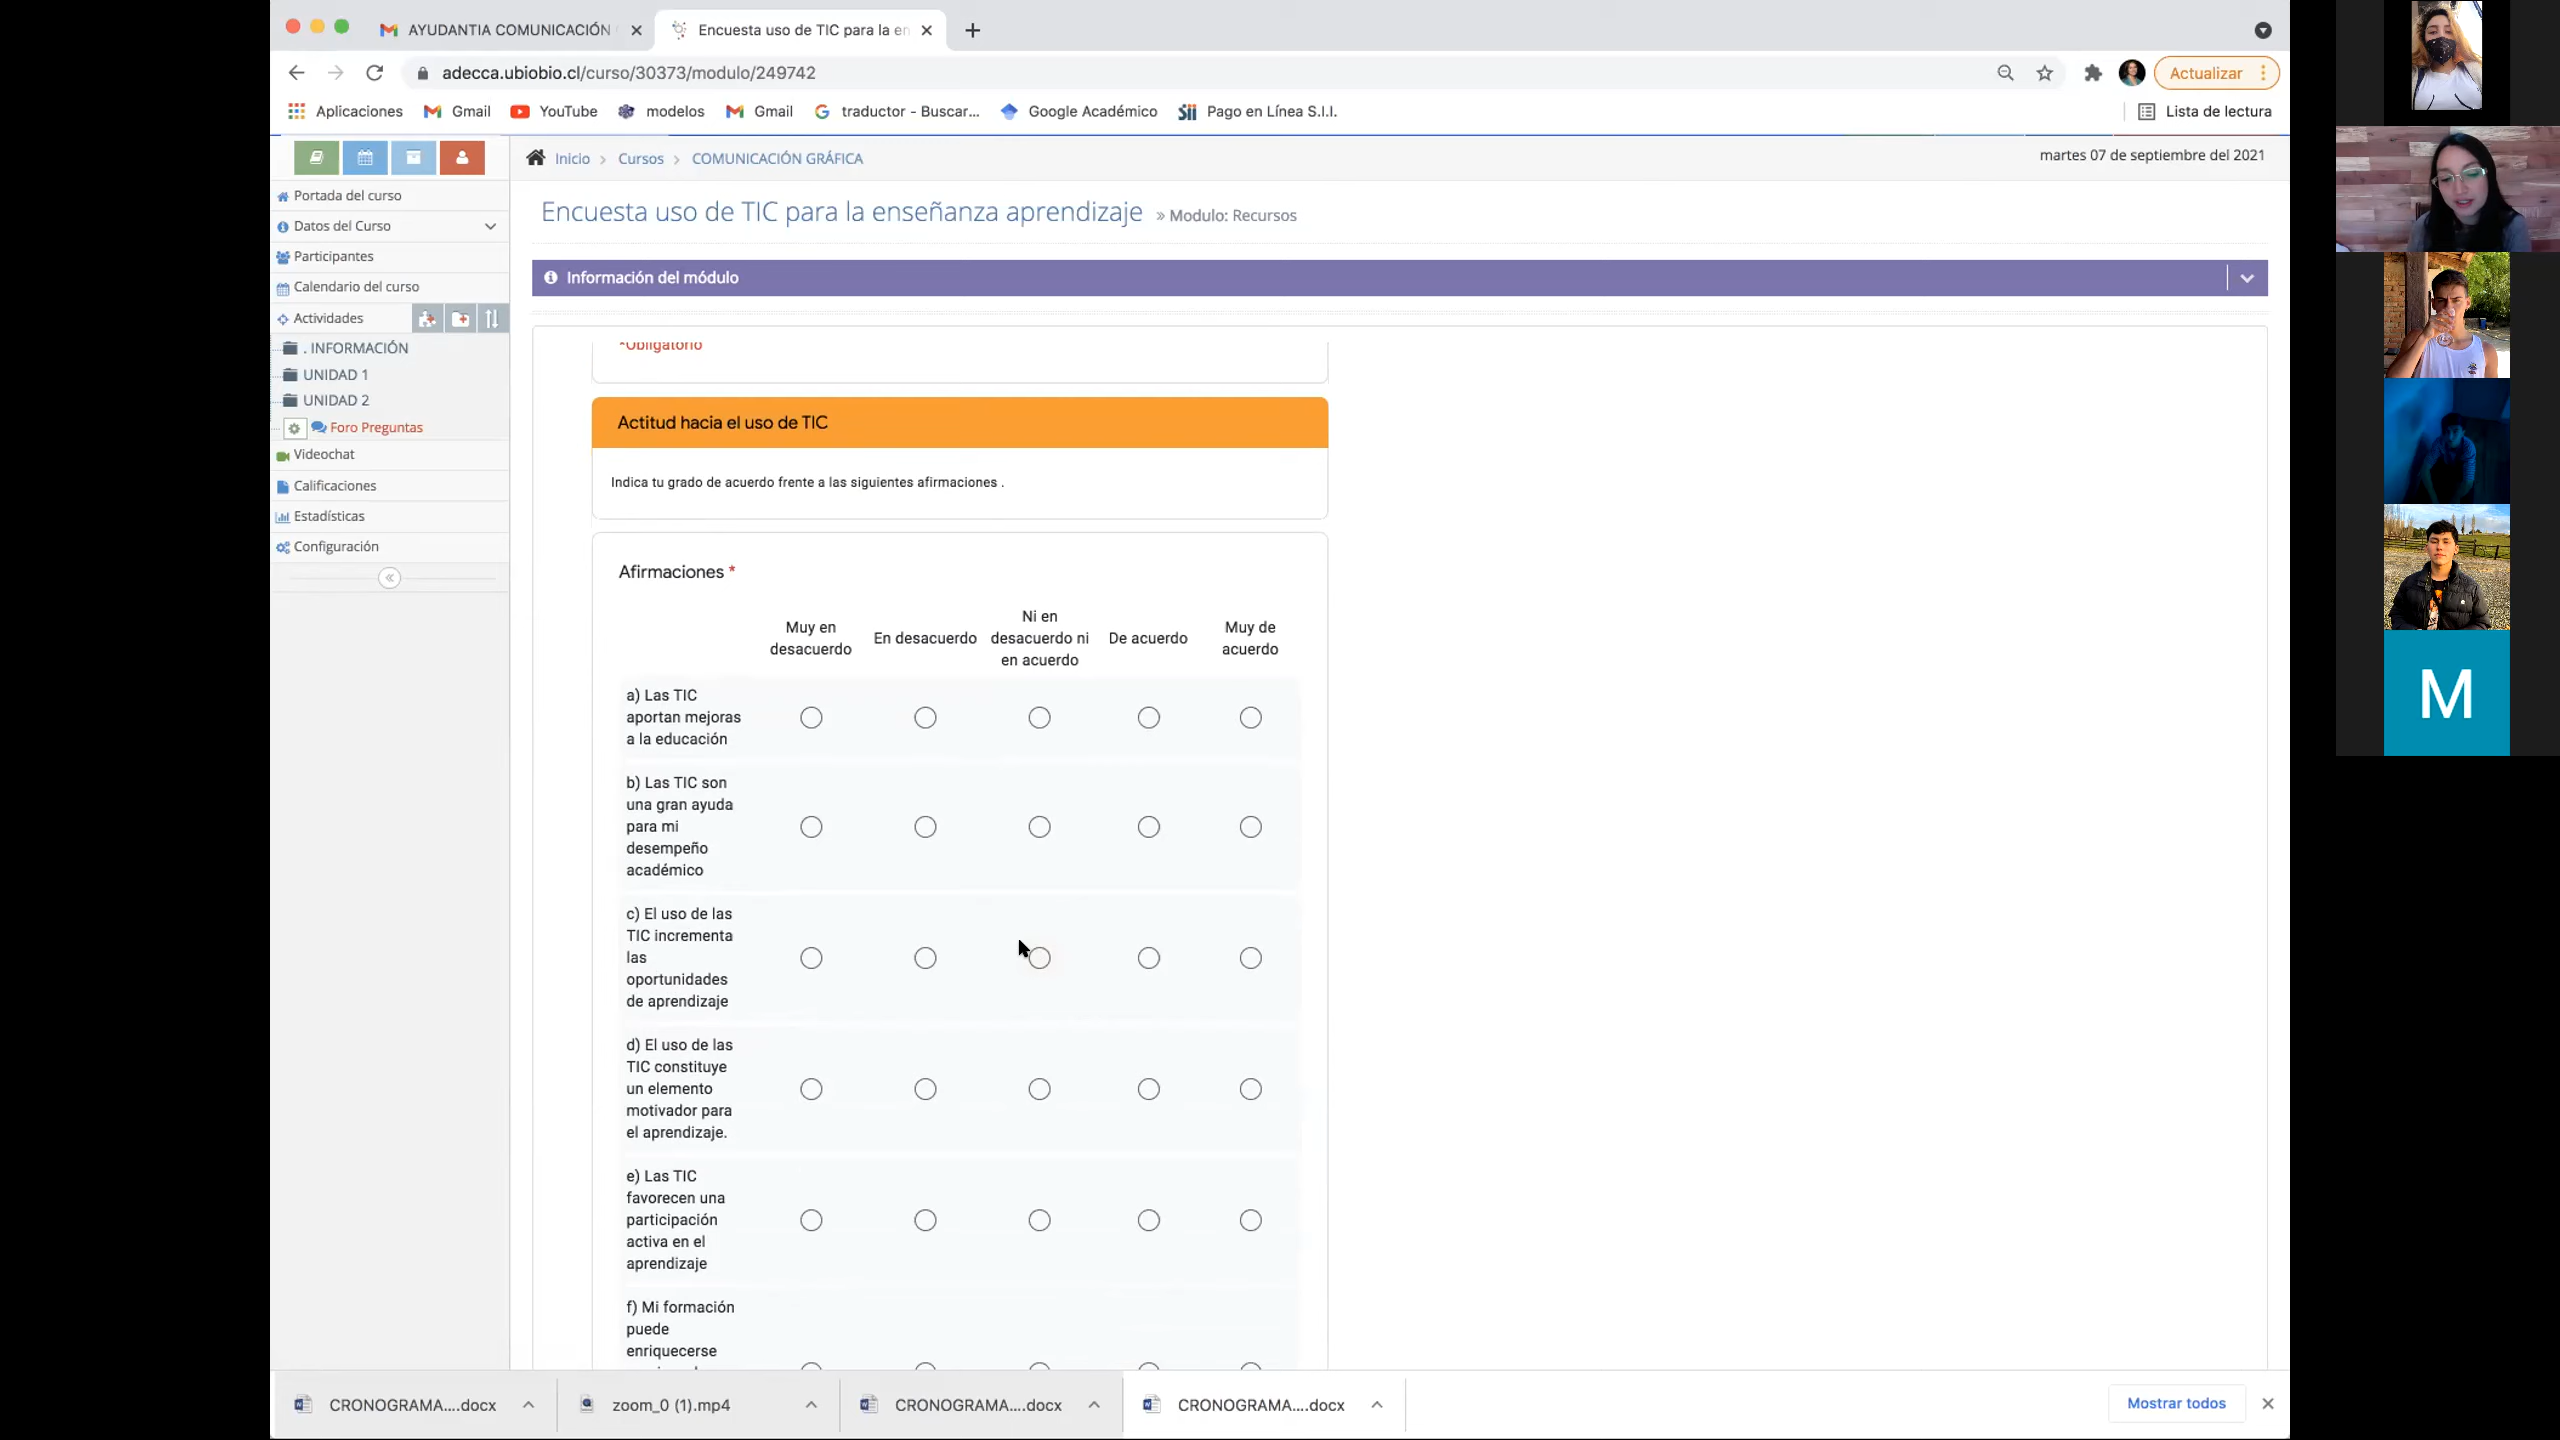 AYUDANTIA COMUNICACIÓN
Encuesta uso de TIC para la en
adecca.ubiobio.cl/curso/30373/modulo/249742
Actualizar
Aplicaciones
Gmail
YouTube
modelos
Gmail
traductor - Buscar...
Google Académico
Pago en Línea S.I.I.
Lista de lectura
Inicio > Cursos > COMUNICACIÓN GRÁFICA
martes 07 de septiembre del 2021
Portada del curso
Datos del Curso
Participantes
Calendario del curso
Actividades
. INFORMACIÓN
UNIDAD 1
UNIDAD 2
Foro Preguntas
Videochat
Calificaciones
Estadísticas
Configuración
Encuesta uso de TIC para la enseñanza aprendizaje » Modulo: Recursos
Información del módulo
*Obligatorio
Actitud hacia el uso de TIC
Indica tu grado de acuerdo frente a las siguientes afirmaciones .
Afirmaciones *
Muy en
desacuerdo
En desacuerdo
Ni en
desacuerdo ni
en acuerdo
De acuerdo
Muy de
acuerdo
a) Las TIC
aportan mejoras
a la educación
b) Las TIC son
una gran ayuda
para mi
desempeño
académico
c) El uso de las
TIC incrementa
las
oportunidades
de aprendizaje
d) El uso de las
TIC constituye
un elemento
motivador para
el aprendizaje.
e) Las TIC
favorecen una
participación
activa en el
aprendizaje
f) Mi formación
puede
enriquecerse
CRONOGRAMA....docx
zoom_0 (1).mp4
CRONOGRAMA....docx
CRONOGRAMA....docx
Mostrar todos
M